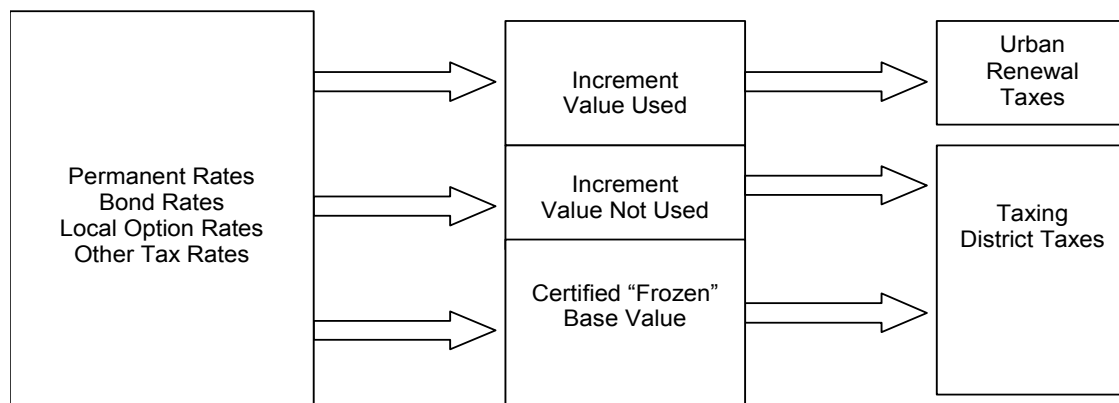 Permanent Rates
Bond Rates
Local Option Rates
Other Tax Rates
Increment
Value Used
Increment
Value Not Used
Certified “Frozen”
Base Value
Urban
Renewal
Taxes
Taxing
District Taxes